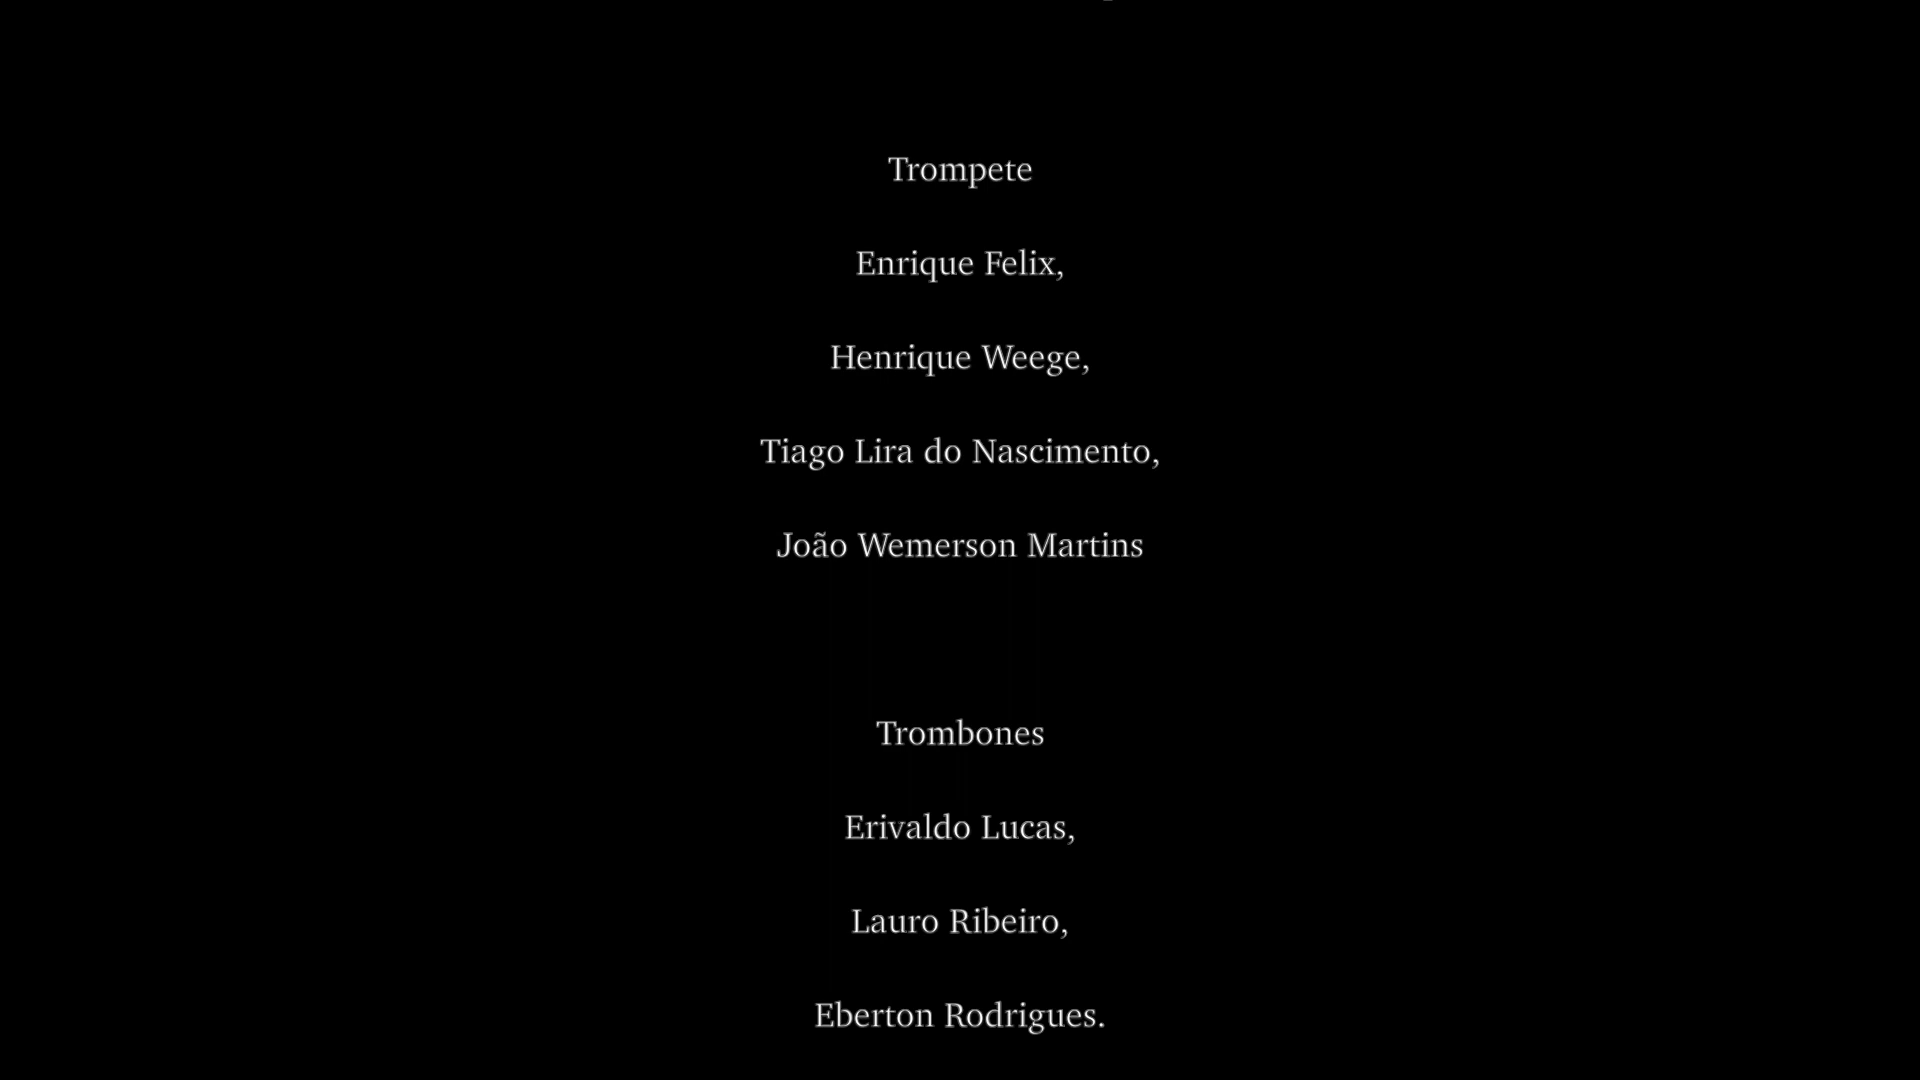 Trompete
Enrique Felix,
Henrique Weege,
Tiago Lira do Nascimento,
João Wemerson Martins
Trombones
Erivaldo Lucas,
Lauro Ribeiro,
Eberton Rodrigues.